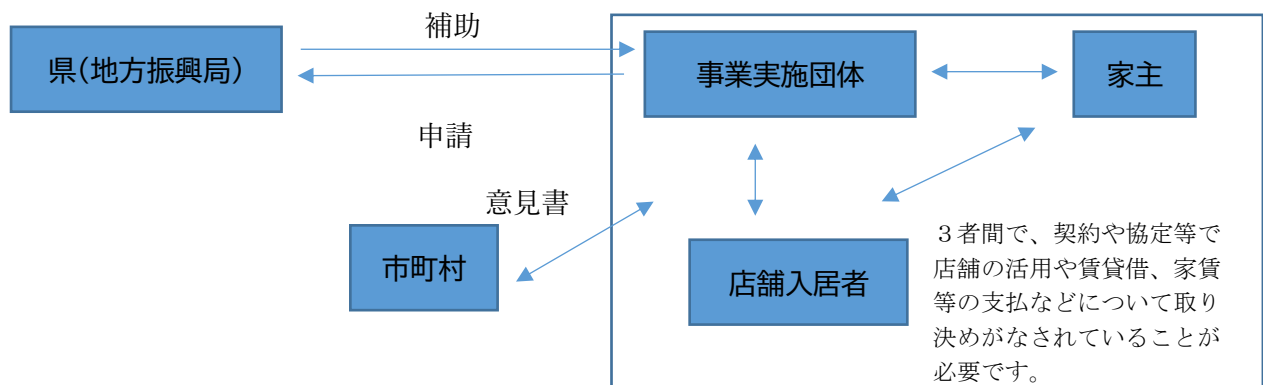 補助
県(地方振興局)
事業実施団体
家主
申請
意見書
市町村
店舗入居者
３者間で、契約や協定等で
店舗の活用や賃貸借、家賃
等の支払などについて取り
決めがなされていることが
必要です。